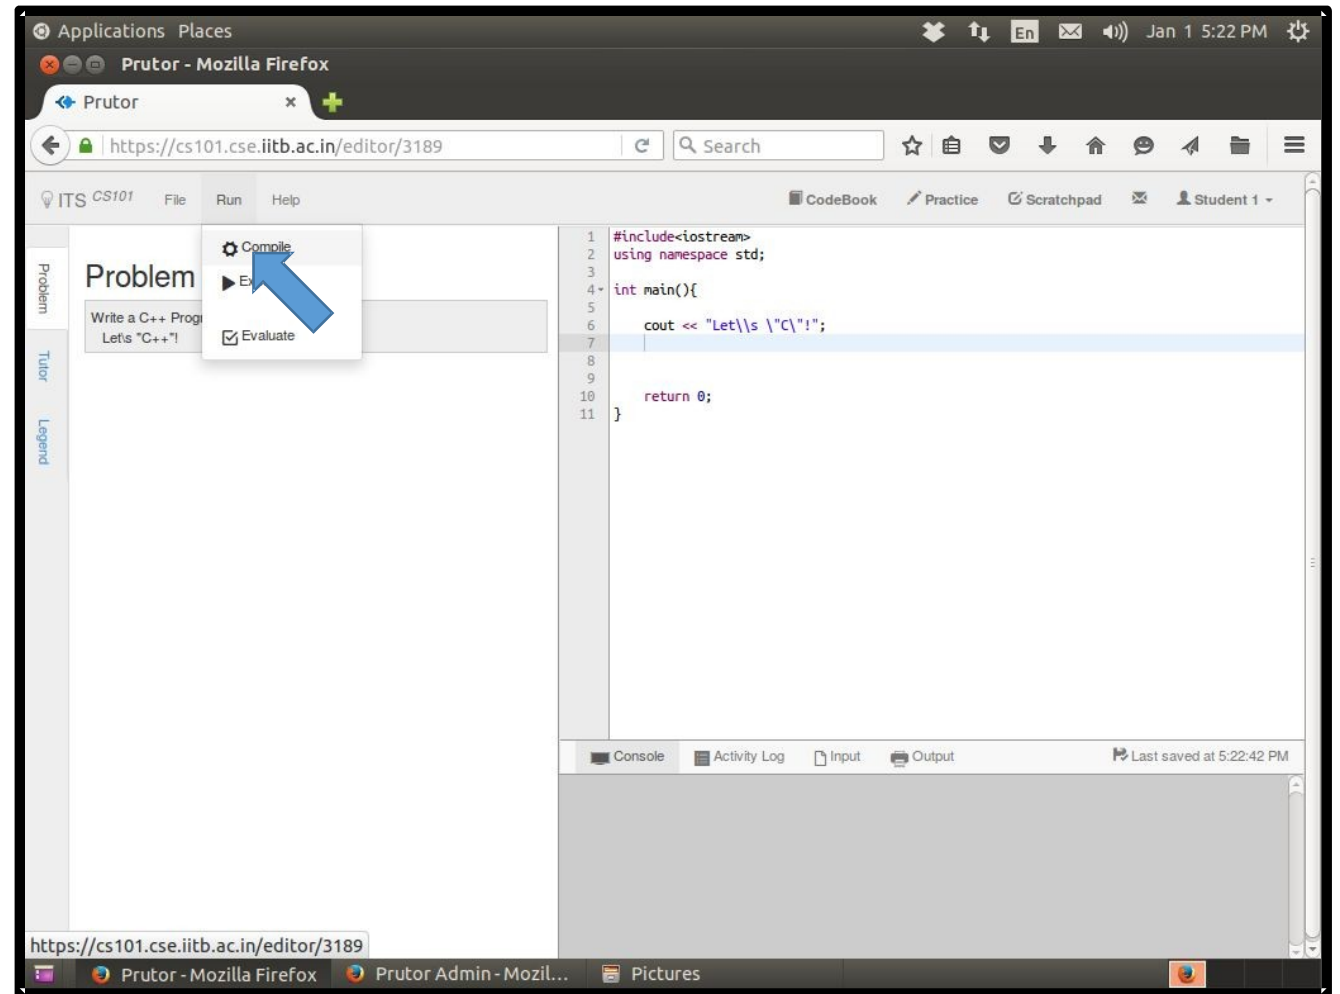 Applications Places
En
Jan 1 5:22 PM
Prutor - Mozilla Firefox
Prutor
https://cs101.cse.iitb.ac.in/editor/3189
Search
ITS CS101 File Run Help
CodeBook Practice Scratchpad Student 1
Problem
Tutor
Legend
Problem
Write a C++ Progr
Let\s "C++"!
Compile
Ex
Evaluate
1 #include<iostream>
2 using namespace std;
3
4 int main(){
5
6 cout << "Let\\s \"C\"!";
7
8
9
10 return 0;
11 }
Console Activity Log Input Output Last saved at 5:22:42 PM
https://cs101.cse.iitb.ac.in/editor/3189
Prutor - Mozilla Firefox Prutor Admin - Mozil... Pictures